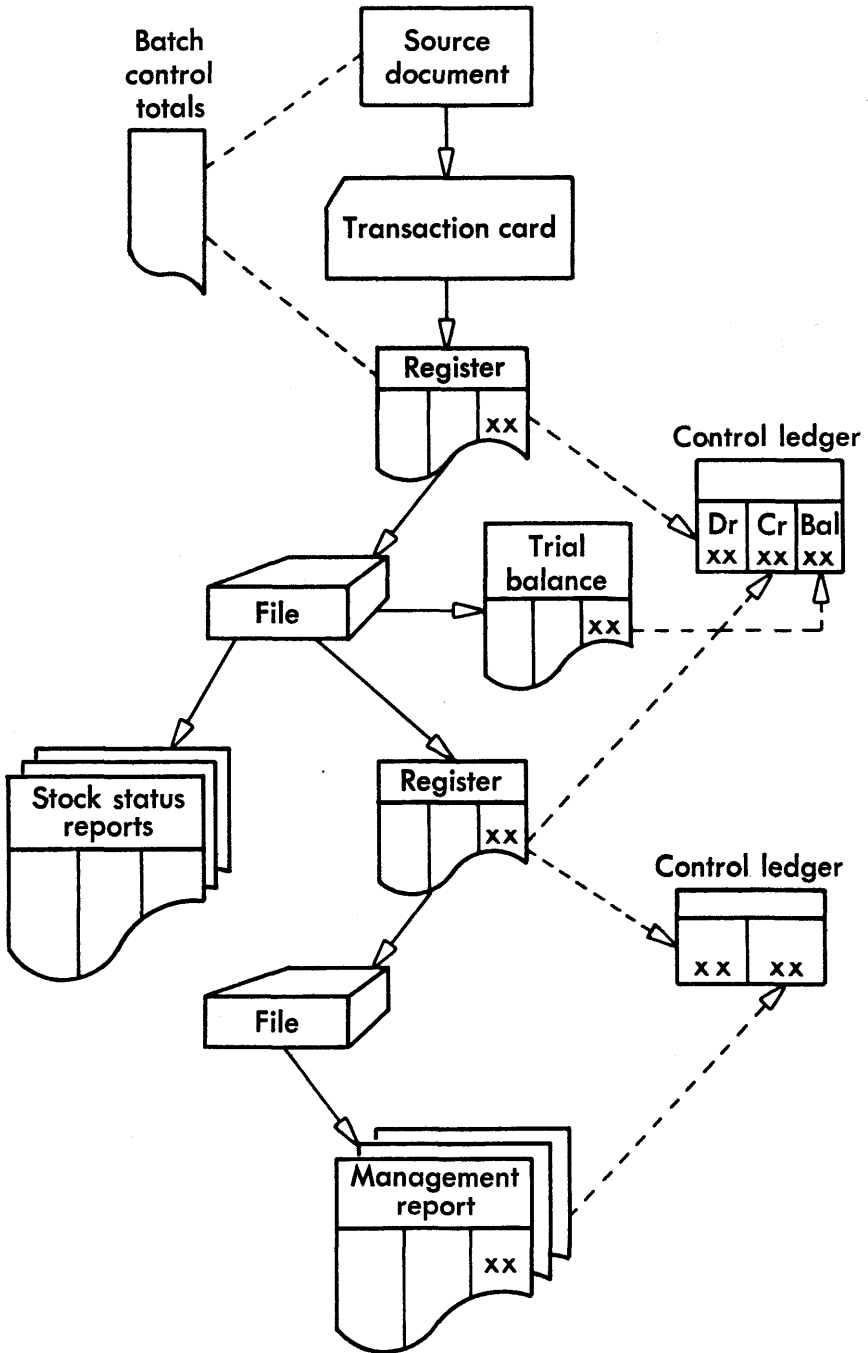 Batch
control
totals
Source
document
Transaction card
Register
xx
Control ledger
Dr Cr Bal
xx xx xx
Trial
balance
xx
File
Stock status
reports
Register
xx
Control ledger
xx xx
File
Management
report
xx